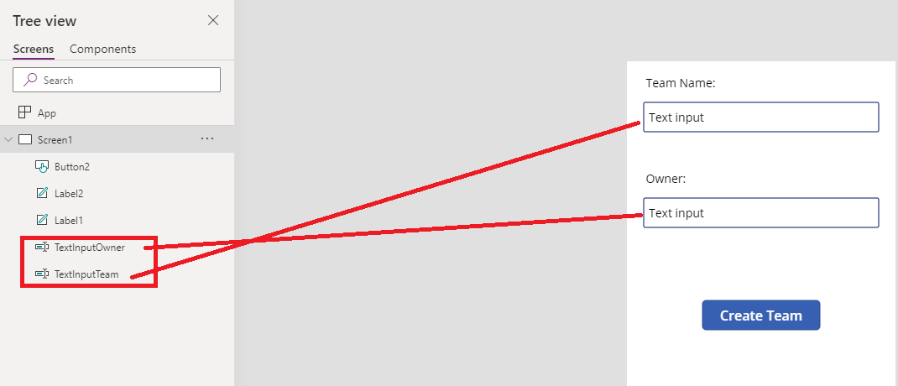 Tree view
Screens Components
Search
App
Screen1
Button2
Label2
Label1
TextInputOwner
TextInputTeam
Team Name:
Text input
Owner:
Text input
Create Team